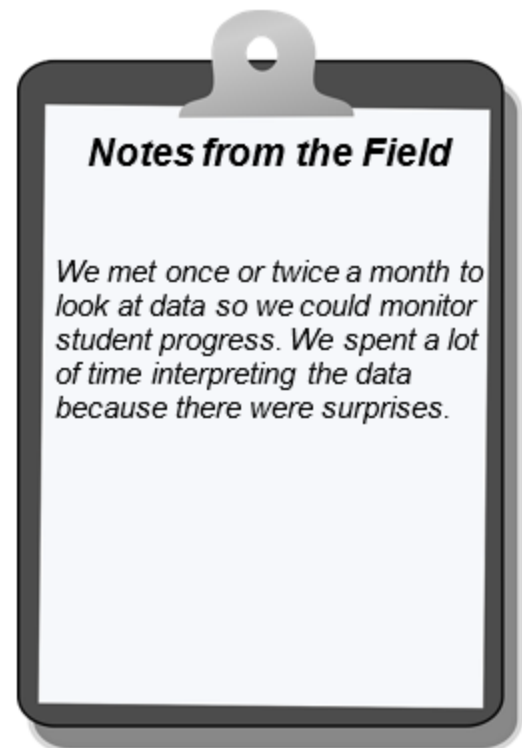 Notes from the Field
We met once or twice a month to
look at data so we could monitor
student progress. We spent a lot
of time interpreting the data
because there were surprises.